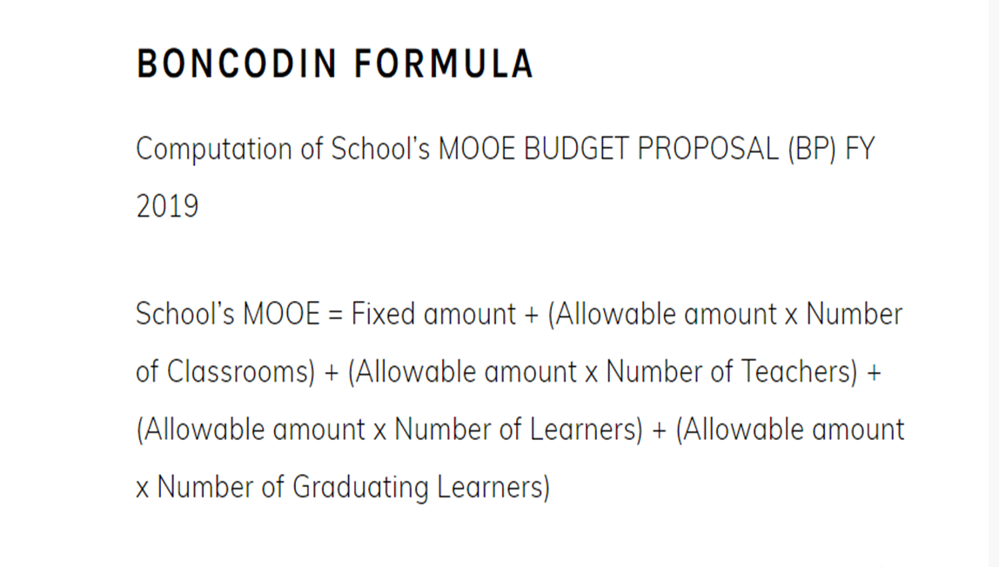 BONCODIN FORMULA
Computation of School's MOOE BUDGET PROPOSAL (BP) FY
2019
School's MOOE = Fixed amount + (Allowable amount x Number
of Classrooms) + (Allowable amount x Number of Teachers) +
(Allowable amount x Number of Learners) + (Allowable amount
x Number of Graduating Learners)